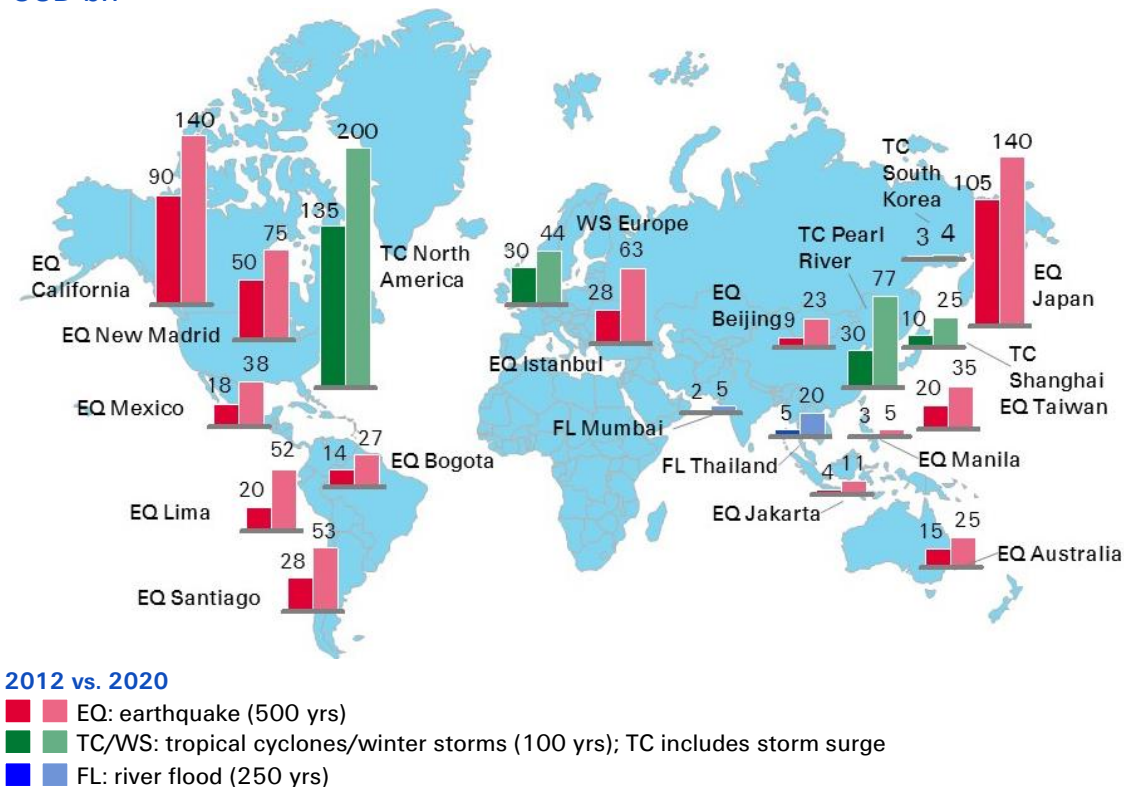 140
90
EQ
California
50
75
EQ New Madrid
135
200
TC North
America
18
38
EQ Mexico
14
27
EQ Bogota
20
52
EQ Lima
28
53
EQ Santiago
30
44
WS Europe
28
63
EQ Istanbul
TC
South
Korea
3 4
105
140
EQ
Japan
TC Pearl
River
30
77
EQ
Beijing
9
23
10
25
TC
Shanghai
20
35
EQ Taiwan
2 5
FL Mumbai
5
20
FL Thailand
3 5
EQ Manila
4
11
EQ Jakarta
15
25
EQ Australia
2012 vs. 2020
EQ: earthquake (500 yrs)
TC/WS: tropical cyclones/winter storms (100 yrs); TC includes storm surge
FL: river flood (250 yrs)